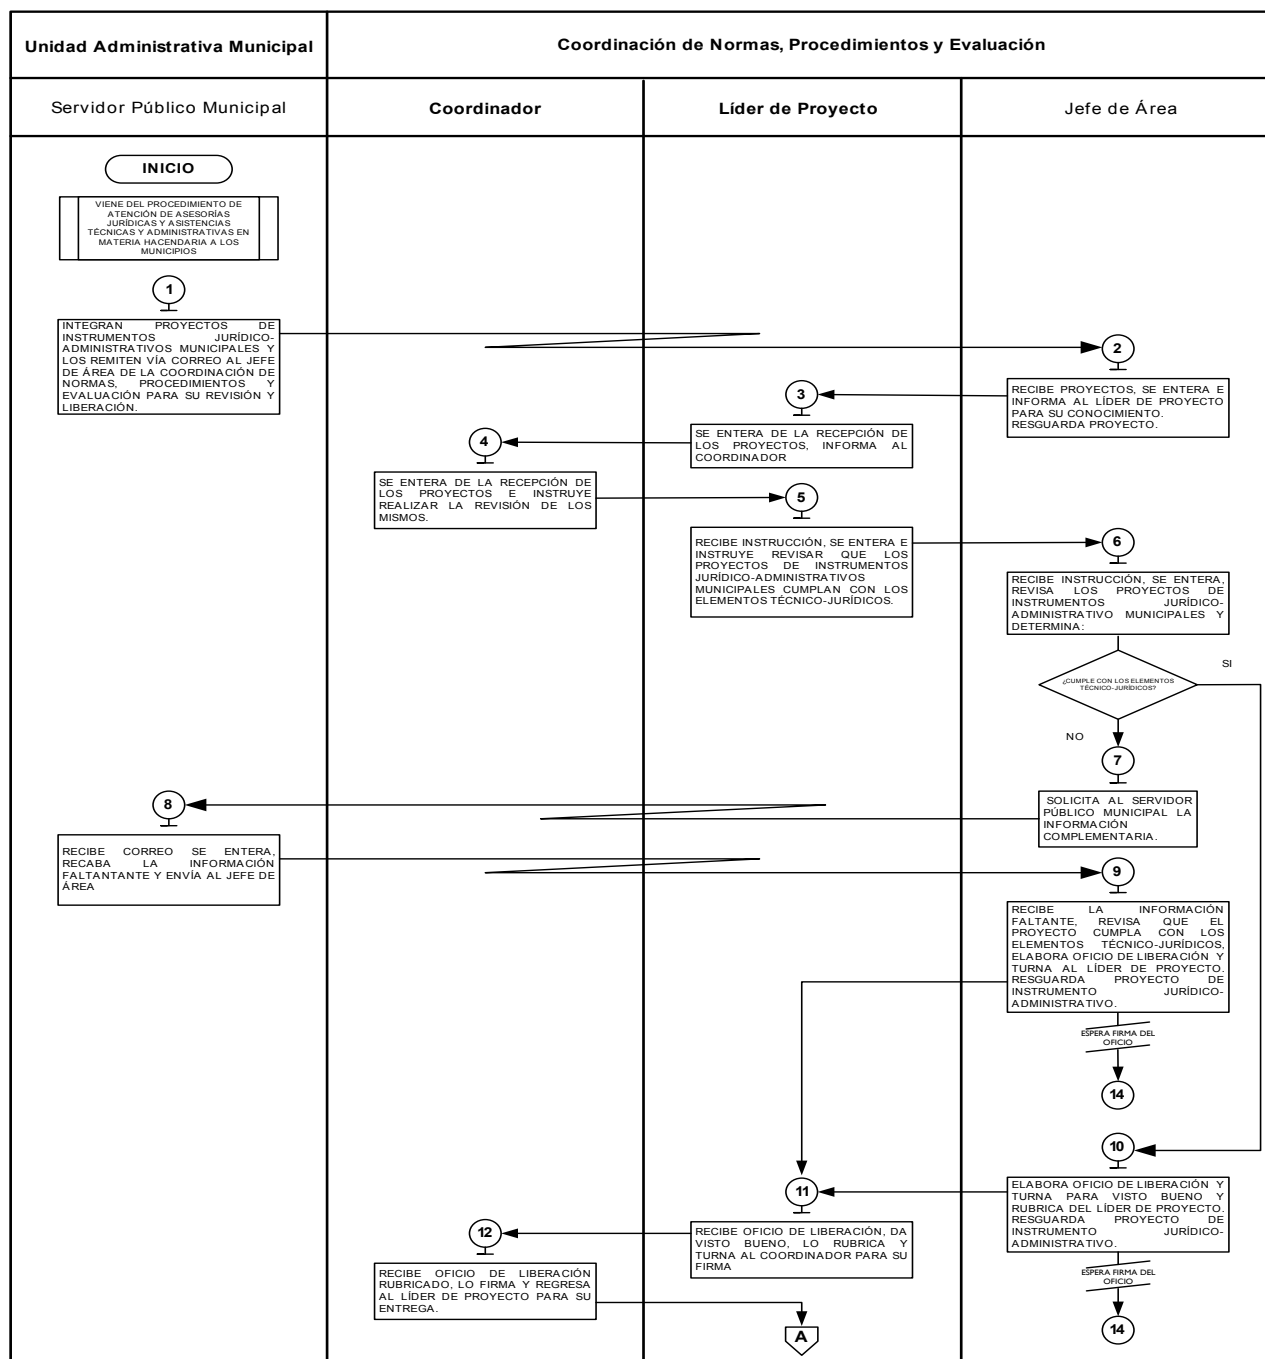 Unidad Administrativa Municipal
Coordinación de Normas, Procedimientos y Evaluación
Servidor Público Municipal
Coordinador
Líder de Proyecto
Jefe de Área
INICIO
VIENE DEL PROCEDIMIENTO DE
ATENCIÓN DE ASESORÍAS
JURÍDICAS Y ASISTENCIAS
TÉCNICAS Y ADMINISTRATIVAS EN
MATERIA HACENDARIA A LOS
MUNICIPIOS
1
INTEGRAN PROYECTOS DE
INSTRUMENTOS JURÍDICO-
ADMINISTRATIVOS MUNICIPALES Y
LOS REMITEN VÍA CORREO AL JEFE
DE ÁREA DE LA COORDINACIÓN DE
NORMAS, PROCEDIMIENTOS Y
EVALUACIÓN PARA SU REVISIÓN Y
LIBERACIÓN.
2
RECIBE PROYECTOS, SE ENTERA E
INFORMA AL LÍDER DE PROYECTO
PARA SU CONOCIMIENTO.
RESGUARDA PROYECTO.
3
SE ENTERA DE LA RECEPCIÓN DE
LOS PROYECTOS, INFORMA AL
COORDINADOR
4
SE ENTERA DE LA RECEPCIÓN DE
LOS PROYECTOS E INSTRUYE
REALIZAR LA REVISIÓN DE LOS
MISMOS.
5
RECIBE INSTRUCCIÓN, SE ENTERA E
INSTRUYE REVISAR QUE LOS
PROYECTOS DE INSTRUMENTOS
JURÍDICO-ADMINISTRATIVOS
MUNICIPALES CUMPLAN CON LOS
ELEMENTOS TÉCNICO-JURÍDICOS.
6
RECIBE INSTRUCCIÓN, SE ENTERA,
REVISA LOS PROYECTOS DE
INSTRUMENTOS JURÍDICO-
ADMINISTRATIVO MUNICIPALES Y
DETERMINA:
¿CUMPLE CON LOS ELEMENTOS
TÉCNICO-JURÍDICOS?
SI
NO
7
SOLICITA AL SERVIDOR
PÚBLICO MUNICIPAL LA
INFORMACIÓN
COMPLEMENTARIA.
8
RECIBE CORREO SE ENTERA,
RECABA LA INFORMACIÓN
FALTANTANTE Y ENVÍA AL JEFE DE
ÁREA
9
RECIBE LA INFORMACIÓN
FALTANTE, REVISA QUE EL
PROYECTO CUMPLA CON LOS
ELEMENTOS TÉCNICO-JURÍDICOS,
ELABORA OFICIO DE LIBERACIÓN Y
TURNA AL LÍDER DE PROYECTO.
RESGUARDA PROYECTO DE
INSTRUMENTO JURÍDICO-
ADMINISTRATIVO.
ESPERA FIRMA DEL
OFICIO
14
10
ELABORA OFICIO DE LIBERACIÓN Y
TURNA PARA VISTO BUENO Y
RUBRICA DEL LÍDER DE PROYECTO.
RESGUARDA PROYECTO DE
INSTRUMENTO JURÍDICO-
ADMINISTRATIVO.
ESPERA FIRMA DEL
OFICIO
14
11
RECIBE OFICIO DE LIBERACIÓN, DA
VISTO BUENO, LO RUBRICA Y
TURNA AL COORDINADOR PARA SU
FIRMA
12
RECIBE OFICIO DE LIBERACIÓN
RUBRICADO, LO FIRMA Y REGRESA
AL LÍDER DE PROYECTO PARA SU
ENTREGA.
A